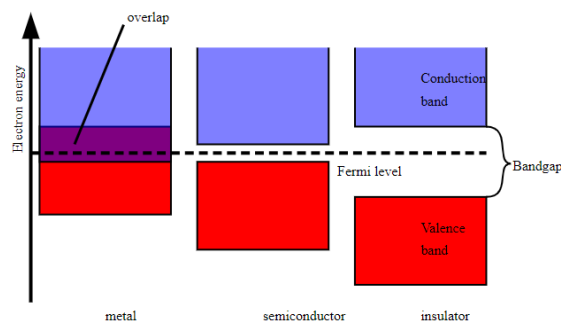 overlap
Electron energy
Conduction
band
Fermi level
Bandgap
Valence
band
metal
semiconductor
insulator